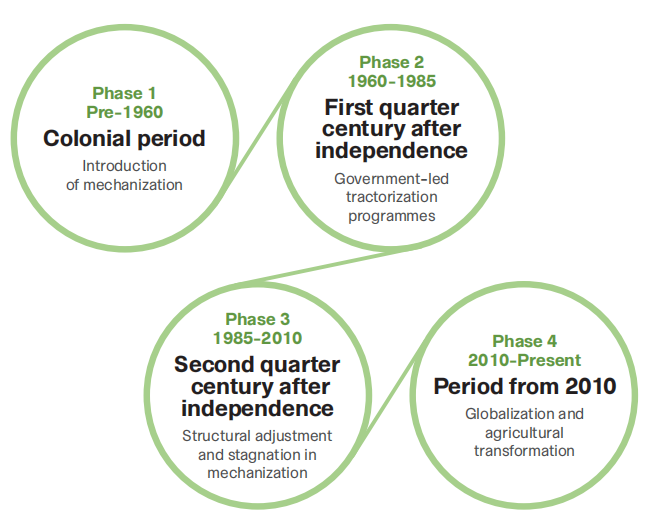 Phase 1
Pre-1960
Colonial period
Introduction
of mechanization
Phase 2
1960-1985
First quarter
century after
independence
Government-led
tractorization
programmes
Phase 3
1985-2010
Second quarter
century after
independence
Structural adjustment
and stagnation in
mechanization
Phase 4
2010-Present
Period from 2010
Globalization and
agricultural
transformation